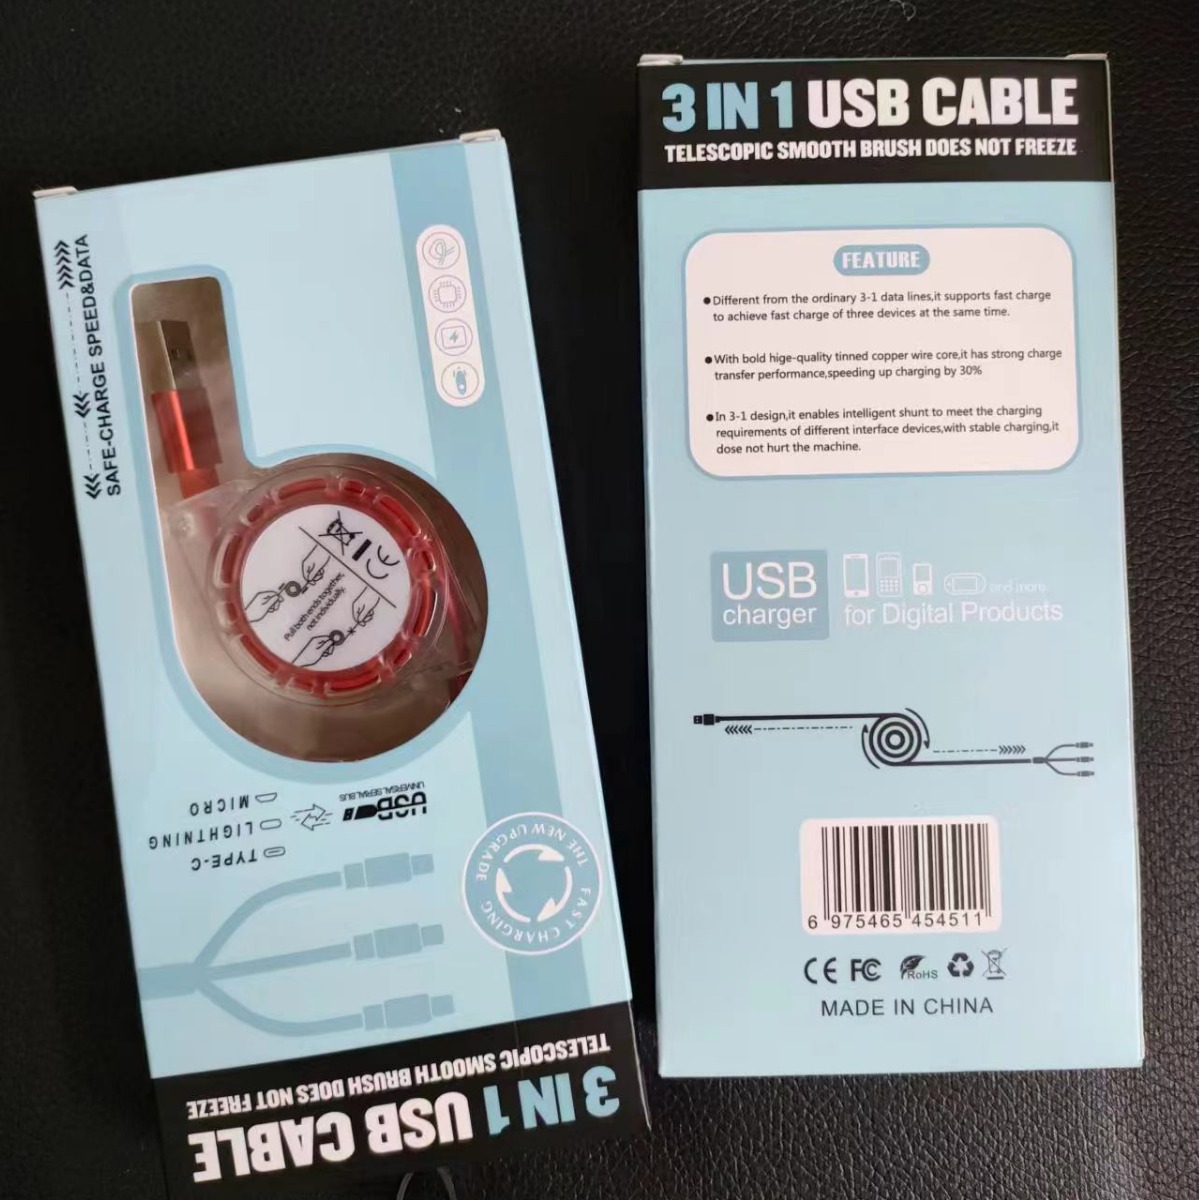 SAFE-CHARGE SPEED&DATA
CE
Pull both ends together,
not individually.
USB
UNIVERSAL SERIAL BUS
MICRO
LIGHTNING
TYPE-C
THE NEW UPGRADE
FAST CHARGING
3 IN 1 USB CABLE
TELESCOPIC SMOOTH BRUSH DOES NOT FREEZE
3 IN 1 USB CABLE
TELESCOPIC SMOOTH BRUSH DOES NOT FREEZE
FEATURE
●Different from the ordinary 3-1 data lines,it supports fast charge
to achieve fast charge of three devices at the same time.
●With bold hige-quality tinned copper wire core,it has strong charge
transfer performance,speeding up charging by 30%
●In 3-1 design,it enables intelligent shunt to meet the charging
requirements of different interface devices,with stable charging,it
dose not hurt the machine.
USB
charger
and more
for Digital Products
6 975465 454511
CE FC RoHS
MADE IN CHINA